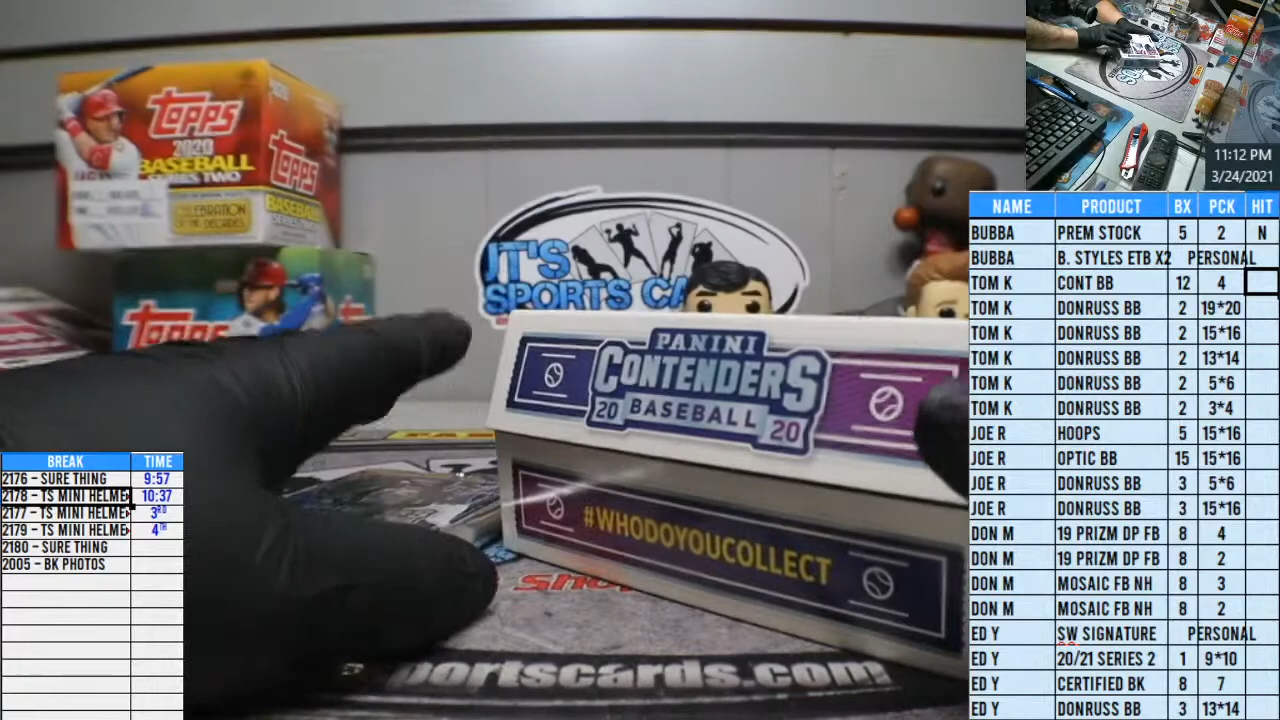 TOPPS
2020
BASEBALL
SERIES TWO
CELEBRATION
OF THE DECADES
TOPPS
BASEBALL
TOPPS
JT'S
SPORTS CA
PANINI
CONTENDERS
20 BASEBALL 20
#WHODOYOUCOLLECT
portscards.com
11:12 PM
3/24/2021
NAME PRODUCT BX PCK HIT
BUBBA PREM STOCK 5 2 N
BUBBA B. STYLES ETB X2 PERSONAL
TOM K CONT BB 12 4
TOM K DONRUSS BB 2 19*20
TOM K DONRUSS BB 2 15*16
TOM K DONRUSS BB 2 13*14
TOM K DONRUSS BB 2 5*6
TOM K DONRUSS BB 2 3*4
JOE R HOOPS 5 15*16
JOE R OPTIC BB 15 15*16
JOE R DONRUSS BB 3 5*6
JOE R DONRUSS BB 3 15*16
DON M 19 PRIZM DP FB 8 4
DON M 19 PRIZM DP FB 8 2
DON M MOSAIC FB NH 8 3
DON M MOSAIC FB NH 8 2
ED Y SW SIGNATURE PERSONAL
ED Y 20/21 SERIES 2 1 9*10
ED Y CERTIFIED BK 8 7
ED Y DONRUSS BB 3 13*14
BREAK TIME
2176 – SURE THING 9:57
2178 – TS MINI HELME 10:37
2177 – TS MINI HELME 3RD
2179 – TS MINI HELME 4TH
2180 – SURE THING
2005 – BK PHOTOS